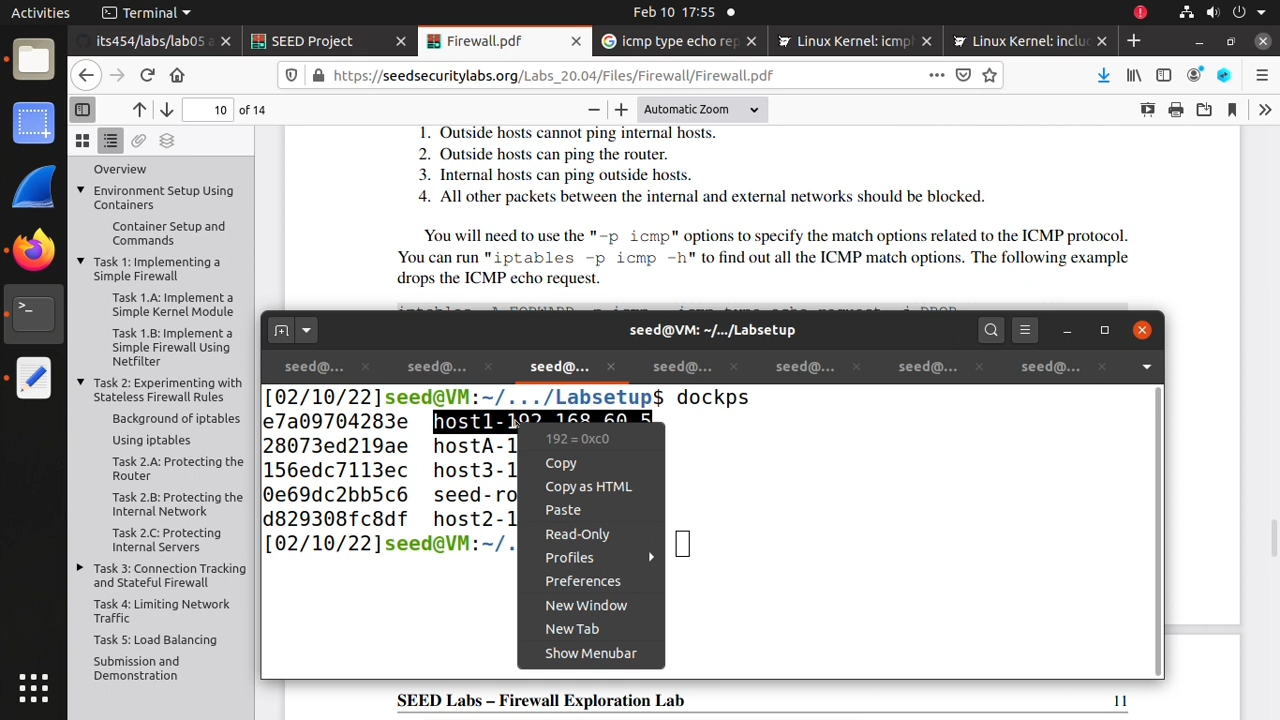 Activities
Terminal
Feb 10 17:55
its454/labs/lab05
SEED Project
Firewall.pdf
icmp type echo
Linux Kernel: icmp
Linux Kernel:
https://seedsecuritylabs.org/Labs_20.04/Files/Firewall/Firewall.pdf
10
of 14
Automatic Zoom
Overview
Environment Setup Using
Containers
Container Setup and
Commands
Task 1: Implementing a
Simple Firewall
Task 1.A: Implement a
Simple Kernel Module
Task 1.B: Implement a
Simple Firewall Using
Netfilter
Task 2: Experimenting with
Stateless Firewall Rules
Background of iptables
Using iptables
Task 2.A: Protecting the
Router
Task 2.B: Protecting the
Internal Network
Task 2.C: Protecting
Internal Servers
Task 3: Connection Tracking
and Stateful Firewall
Task 4: Limiting Network
Traffic
Task 5: Load Balancing
Submission and
Demonstration
1. Outside hosts cannot ping internal hosts.
2. Outside hosts can ping the router.
3. Internal hosts can ping outside hosts.
4. All other packets between the internal and external networks should be blocked.
You will need to use the "-p icmp" options to specify the match options related to the ICMP protocol.
You can run "iptables -p icmp -h" to find out all the ICMP match options. The following example
drops the ICMP echo request.
seed@VM: ~/.../Labsetup
seed@...
seed@...
seed@...
seed@...
seed@...
seed@...
seed@...
[02/10/22]seed@VM:~/.../Labsetup$ dockps
e7a09704283e host1-192.168.60.5
28073ed219ae hostA-1
156edc7113ec host3-1
0e69dc2bb5c6 seed-ro
d829308fc8df host2-1
[02/10/22]seed@VM:~/.
192 = 0xc0
Copy
Copy as HTML
Paste
Read-Only
Profiles
Preferences
New Window
New Tab
Show Menubar
SEED Labs – Firewall Exploration Lab
11